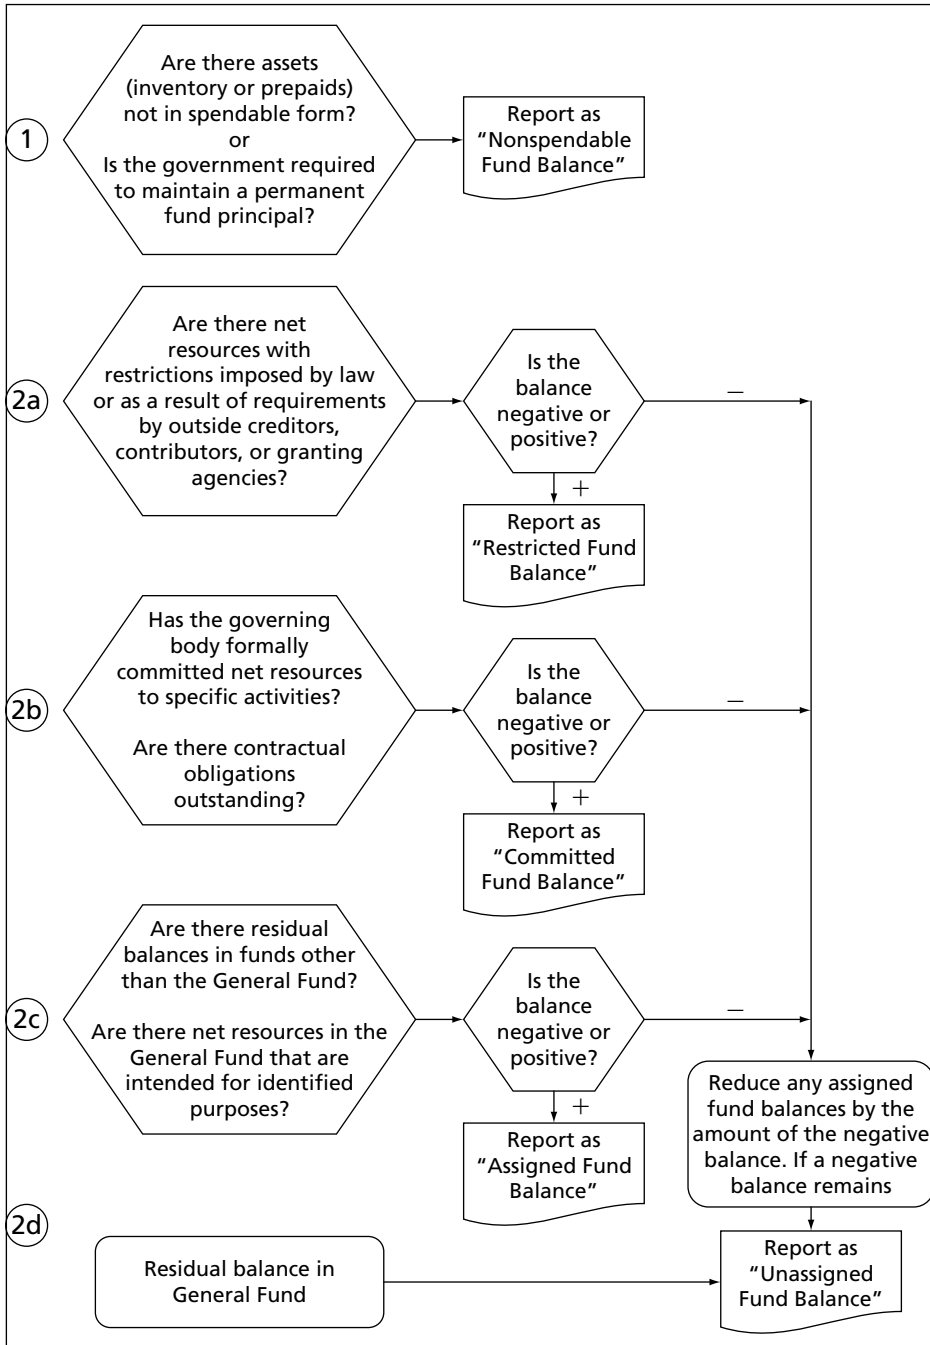 1
Are there assets
(inventory or prepaids)
not in spendable form?
or
Is the government required
to maintain a permanent
fund principal?
Report as
“Nonspendable
Fund Balance”
2a
Are there net
resources with
restrictions imposed by law
or as a result of requirements
by outside creditors,
contributors, or granting
agencies?
Is the
balance
negative or
positive?
−
+
Report as
“Restricted Fund
Balance”
2b
Has the governing
body formally
committed net resources
to specific activities?
Are there contractual
obligations
outstanding?
Is the
balance
negative or
positive?
−
+
Report as
“Committed
Fund Balance”
2c
Are there residual
balances in funds other
than the General Fund?
Are there net resources in the
General Fund that are
intended for identified
purposes?
Is the
balance
negative or
positive?
−
+
Report as
“Assigned Fund
Balance”
Reduce any assigned
fund balances by the
amount of the negative
balance. If a negative
balance remains
2d
Residual balance in
General Fund
Report as
“Unassigned
Fund Balance”